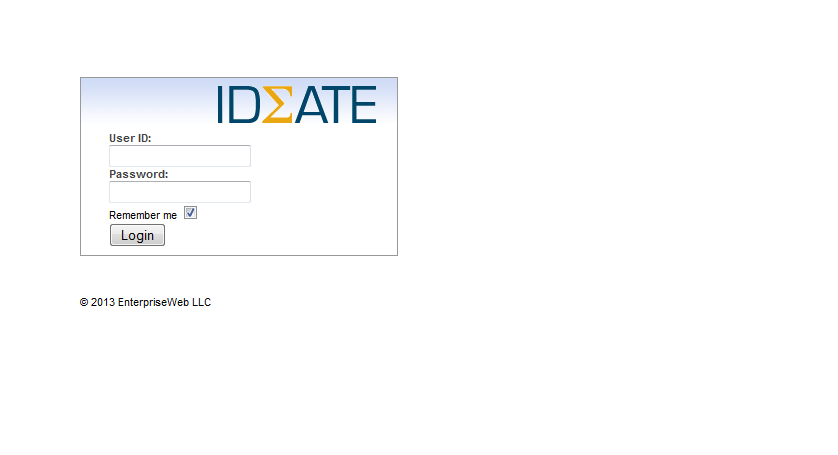 IDΣATE
User ID:
Password:
Remember me
Login
© 2013 EnterpriseWeb LLC